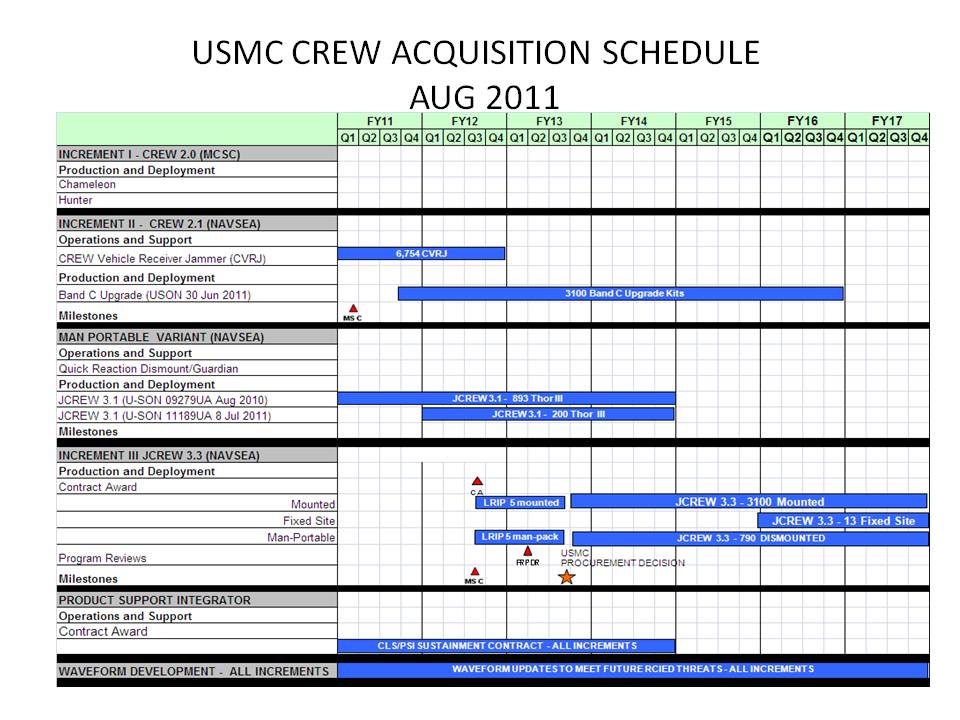 USMC CREW ACQUISITION SCHEDULE
AUG 2011
FY11 FY12 FY13 FY14 FY15 FY16 FY17
Q1 Q2 Q3 Q4 Q1 Q2 Q3 Q4 Q1 Q2 Q3 Q4 Q1 Q2 Q3 Q4 Q1 Q2 Q3 Q4 Q1 Q2 Q3 Q4 Q1 Q2 Q3 Q4
INCREMENT I - CREW 2.0 (MCSC)
Production and Deployment
Chameleon
Hunter
INCREMENT II - CREW 2.1 (NAVSEA)
Operations and Support
CREW Vehicle Receiver Jammer (CVRJ) 6,754 CVRJ
Production and Deployment
Band C Upgrade (USON 30 Jun 2011) 3100 Band C Upgrade Kits
Milestones MS C
MAN PORTABLE VARIANT (NAVSEA)
Operations and Support
Quick Reaction Dismount/Guardian
Production and Deployment
JCREW 3.1 (U-SON 09279UA Aug 2010) JCREW 3.1 - 893 Thor III
JCREW 3.1 (U-SON 11189UA 8 Jul 2011) JCREW 3.1 - 200 Thor III
Milestones
INCREMENT III JCREW 3.3 (NAVSEA)
Production and Deployment
Contract Award CA
Mounted LRIP 5 mounted JCREW 3.3 - 3100 Mounted
Fixed Site JCREW 3.3 - 13 Fixed Site
Man-Portable LRIP 5 man-pack JCREW 3.3 - 790 DISMOUNTED
Program Reviews FRPDR USMC
PROCUREMENT DECISION
Milestones MS C
PRODUCT SUPPORT INTEGRATOR
Operations and Support
Contract Award
CLS/PSI SUSTAINMENT CONTRACT - ALL INCREMENTS
WAVEFORM DEVELOPMENT - ALL INCREMENTS WAVEFORM UPDATES TO MEET FUTURE RCIED THREATS - ALL INCREMENTS